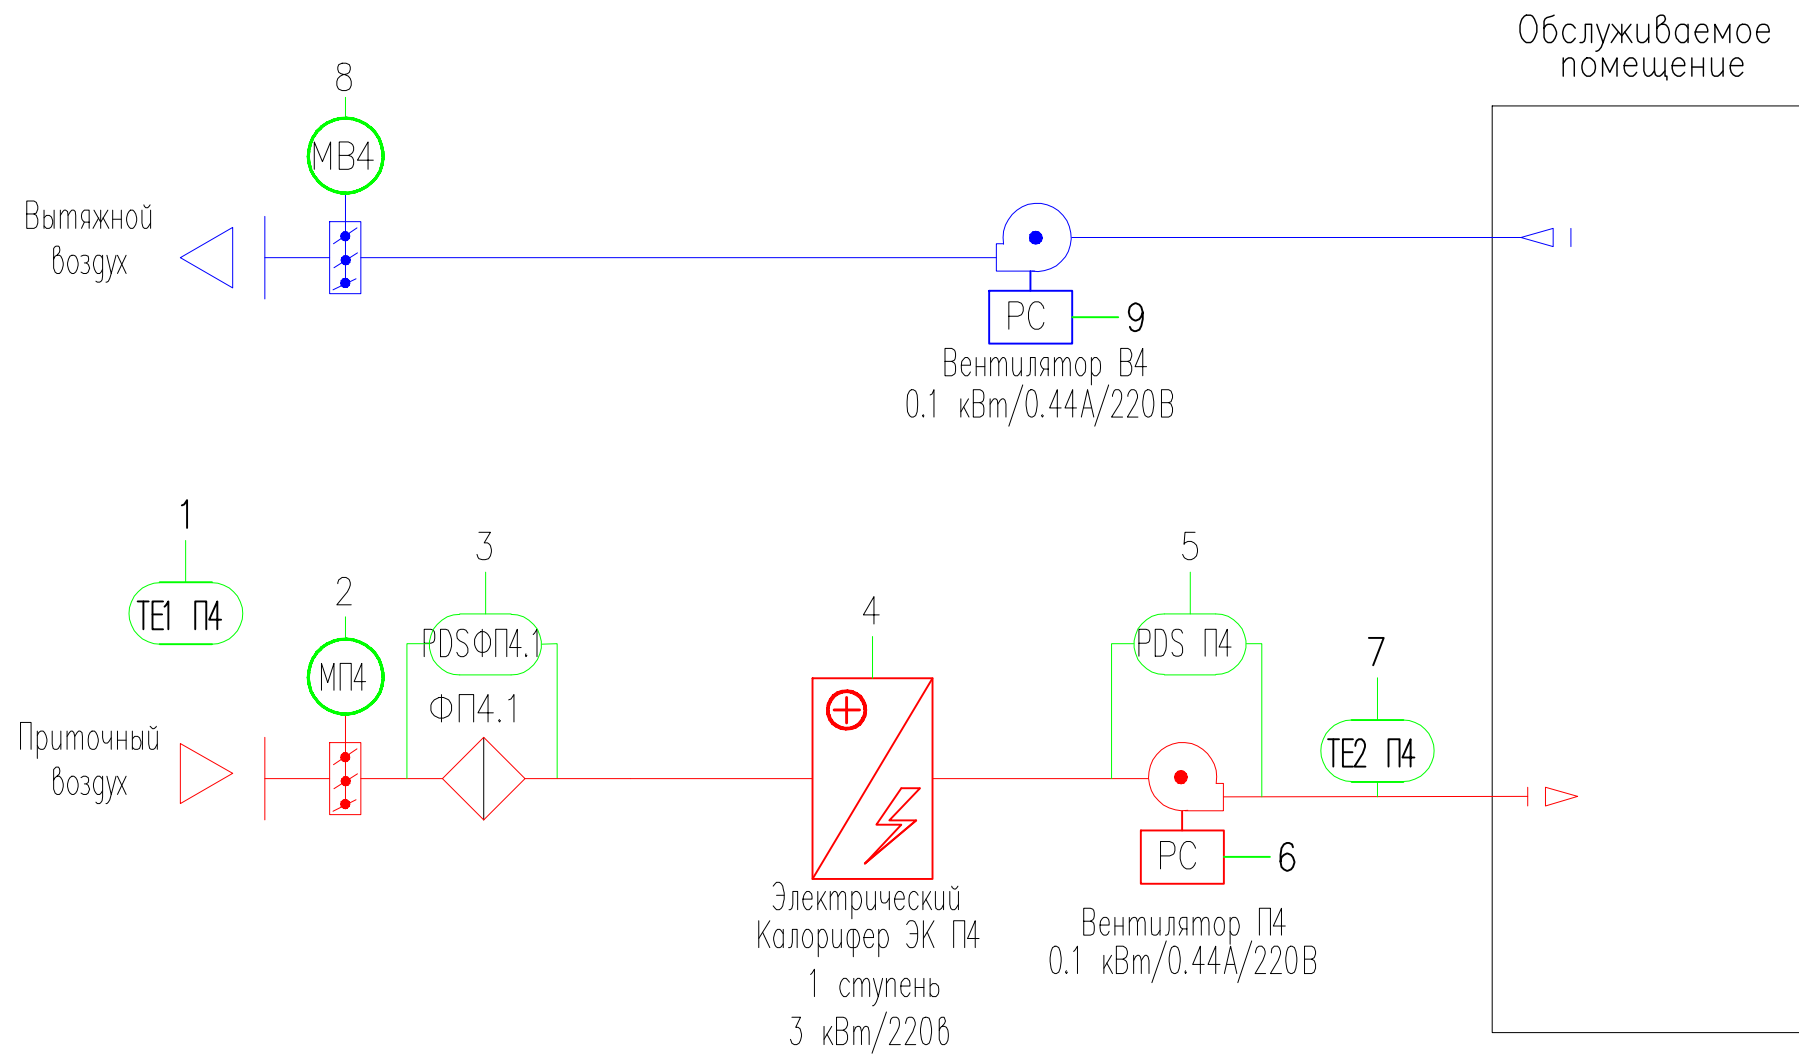 Обслуживаемое
помещение
8
МВ4
Вытяжной
воздух
РС
9
Вентилятор В4
0.1 кВт/0.44А/220В
1
ТЕ1 П4
2
МП4
3
PDSФП4.1
ФП4.1
4
5
PDS П4
7
ТЕ2 П4
Приточный
воздух
РС
6
Электрический
Калорифер ЭК П4
1 ступень
3 кВт/220в
Вентилятор П4
0.1 кВт/0.44А/220В